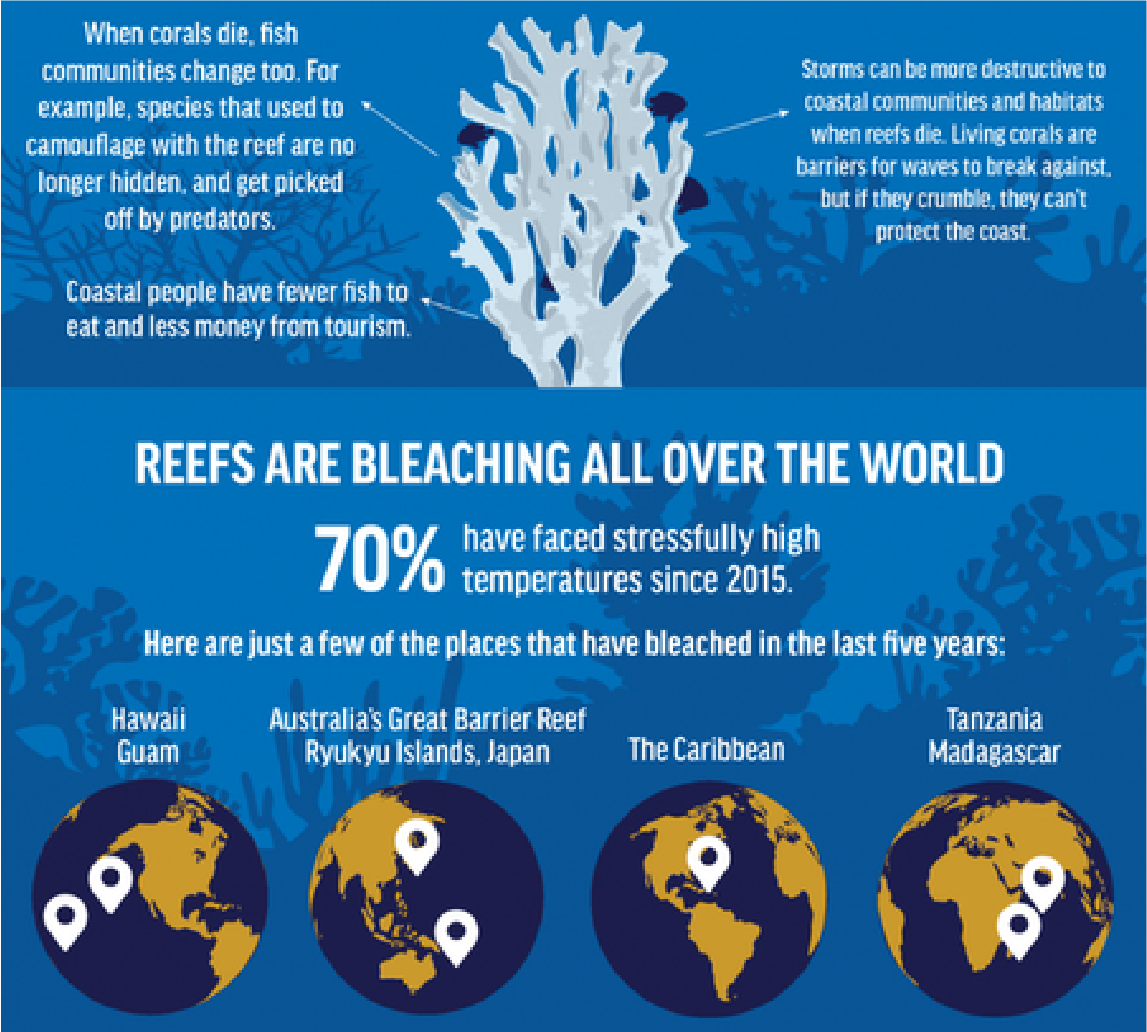 When corals die, fish
communities change too. For
example, species that used to
camouflage with the reef are no
longer hidden, and get picked
off by predators.
Storms can be more destructive to
coastal communities and habitats
when reefs die. Living corals are
barriers for waves to break against,
but if they crumble, they can't
protect the coast.
Coastal people have fewer fish to
eat and less money from tourism.
REEFS ARE BLEACHING ALL OVER THE WORLD
70% have faced stressfully high
temperatures since 2015.
Here are just a few of the places that have bleached in the last five years:
Hawaii
Guam
Australia's Great Barrier Reef
Ryukyu Islands, Japan
The Caribbean
Tanzania
Madagascar